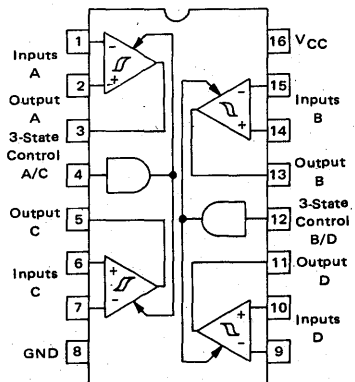 1
Inputs
A
2
Output
A
3
3-State
Control
A/C
4
Output
C
5
6
Inputs
C
7
GND
8
- 
- +
+
-
16
VCC
15
Inputs
B
14
Output
B
13
3-State
Control
B/D
12
11
Output
D
10
Inputs
D
9
-
+
+
-